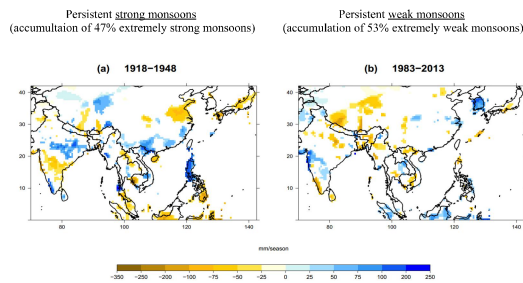 Persistent strong monsoons
(accumultaion of 47% extremely strong monsoons)
Persistent weak monsoons
(accumulation of 53% extremely weak monsoons)
(a) 1918−1948
(b) 1983−2013
40
30
20
10
80 100 120 140
40
30
20
10
80 100 120 140
mm/season
−350 −250 −100 −75 −50 −25 0 25 50 75 100 200 250